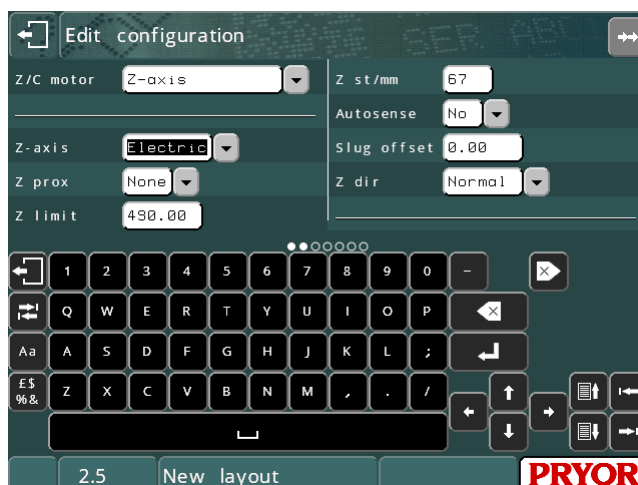 Edit configuration
Z/C motor Z-axis Z st/mm 67
Autosense No
Z-axis Electric Slug offset 0.00
Z prox None Z dir Normal
Z limit 490.00
1 2 3 4 5 6 7 8 9 0 -
Q W E R T Y U I O P
Aa A S D F G H J K L ;
£$ %& Z X C V B N M , . /
2.5 New layout PRYOR